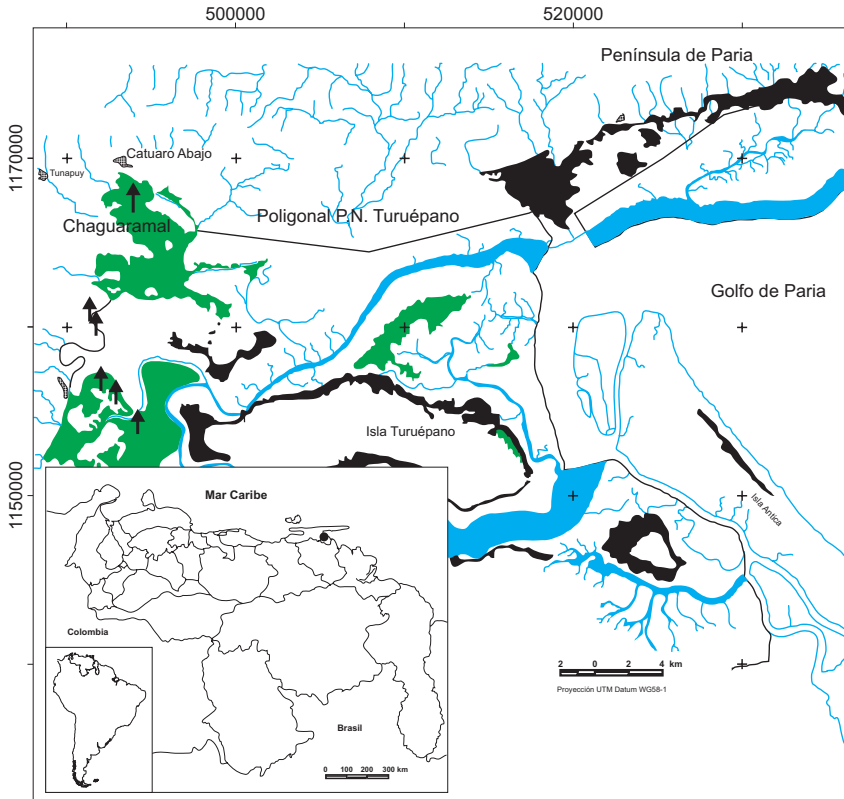 500000
520000
Península de Paria
1170000
Catuaro Abajo
Tunapuy
Chaguaramal
Poligonal P.N. Turuépano
Golfo de Paria
Isla Turuépano
1150000
Isla Antica
Mar Caribe
Colombia
Brasil
0 100 200 300 km
2 0 2 4 km
Proyección UTM Datum WG58-1